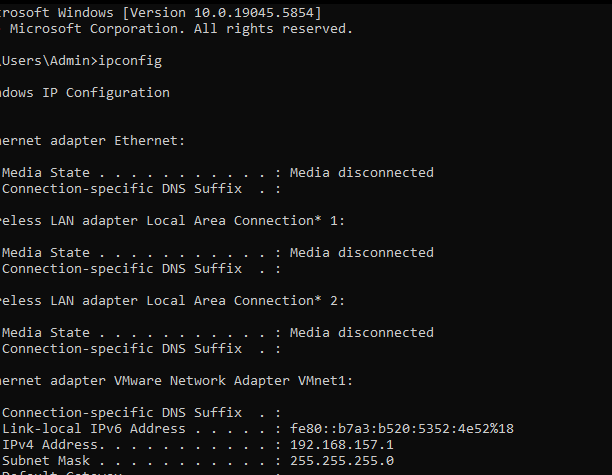 rosoft Windows [Version 10.0.19045.5854]
Microsoft Corporation. All rights reserved.
\Users\Admin>ipconfig
ndows IP Configuration
ernet adapter Ethernet:
Media State . . . . . . . . . . . : Media disconnected
Connection-specific DNS Suffix  . :
reless LAN adapter Local Area Connection* 1:
Media State . . . . . . . . . . . : Media disconnected
Connection-specific DNS Suffix  . :
reless LAN adapter Local Area Connection* 2:
Media State . . . . . . . . . . . : Media disconnected
Connection-specific DNS Suffix  . :
ernet adapter VMware Network Adapter VMnet1:
Connection-specific DNS Suffix  . :
Link-local IPv6 Address . . . . . : fe80::b7a3:b520:5352:4e52%18
IPv4 Address. . . . . . . . . . . : 192.168.157.1
Subnet Mask . . . . . . . . . . . : 255.255.255.0
Default Gateway . . . . . . . . . :